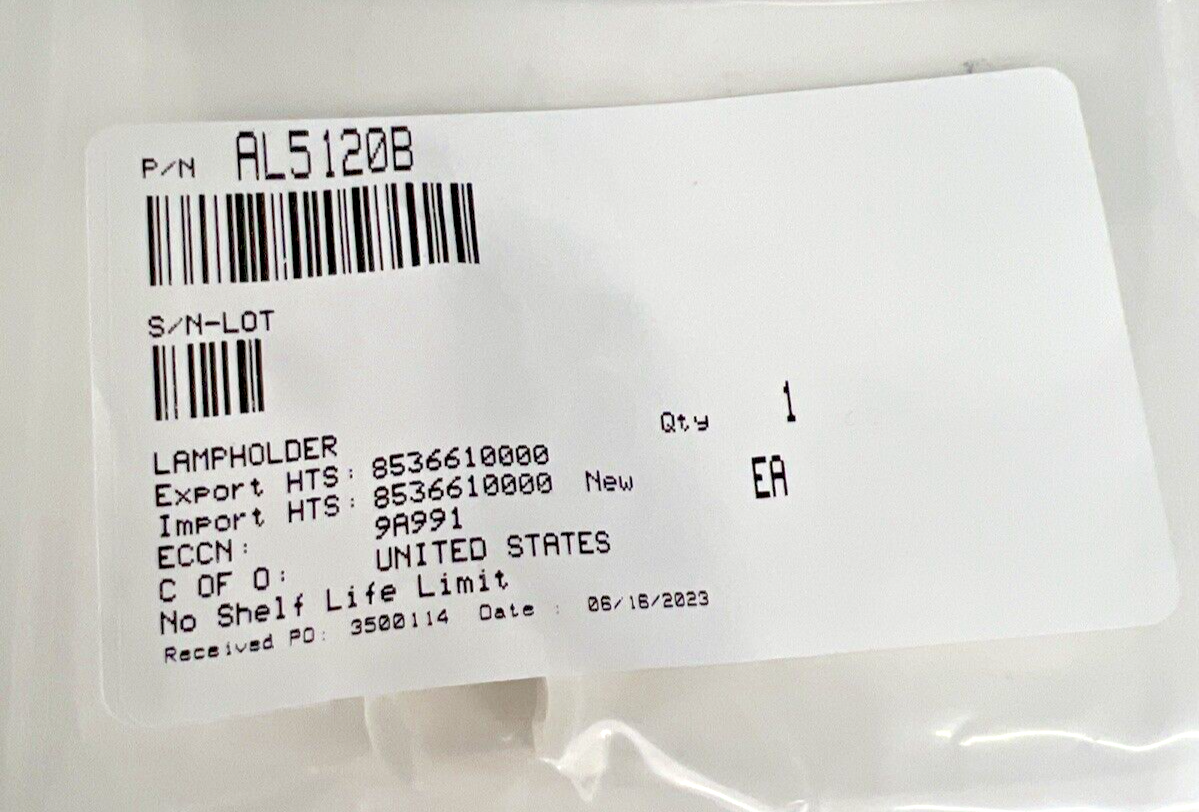 P/N AL5120B
S/N-LOT
Qty 1
LAMPHOLDER
Export HTS: 8536610000
Import HTS: 8536610000 New EA
ECCN: 9A991
C OF O: UNITED STATES
No Shelf Life Limit
Received PO: 3500114 Date : 06/16/2023